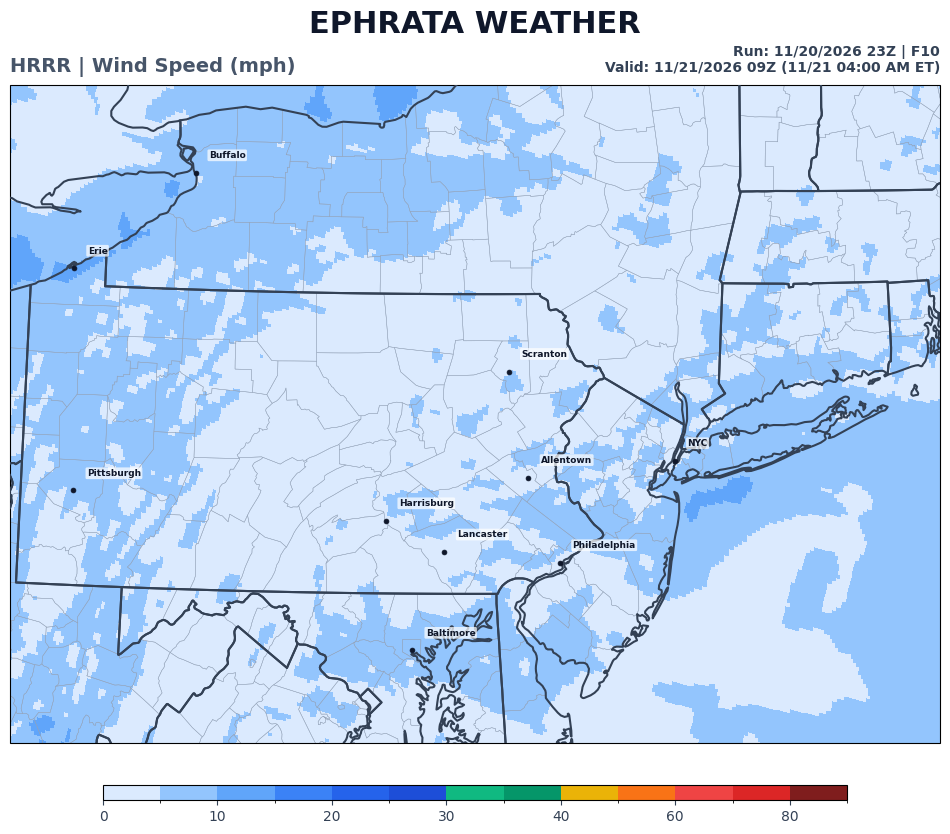 EPHRATA WEATHER
HRRR | Wind Speed (mph)
Run: 11/20/2026 23Z | F10
Valid: 11/21/2026 09Z (11/21 04:00 AM ET)
Buffalo
Erie
Scranton
NYC
Allentown
Pittsburgh
Harrisburg
Lancaster
Philadelphia
Baltimore
0 10 20 30 40 60 80